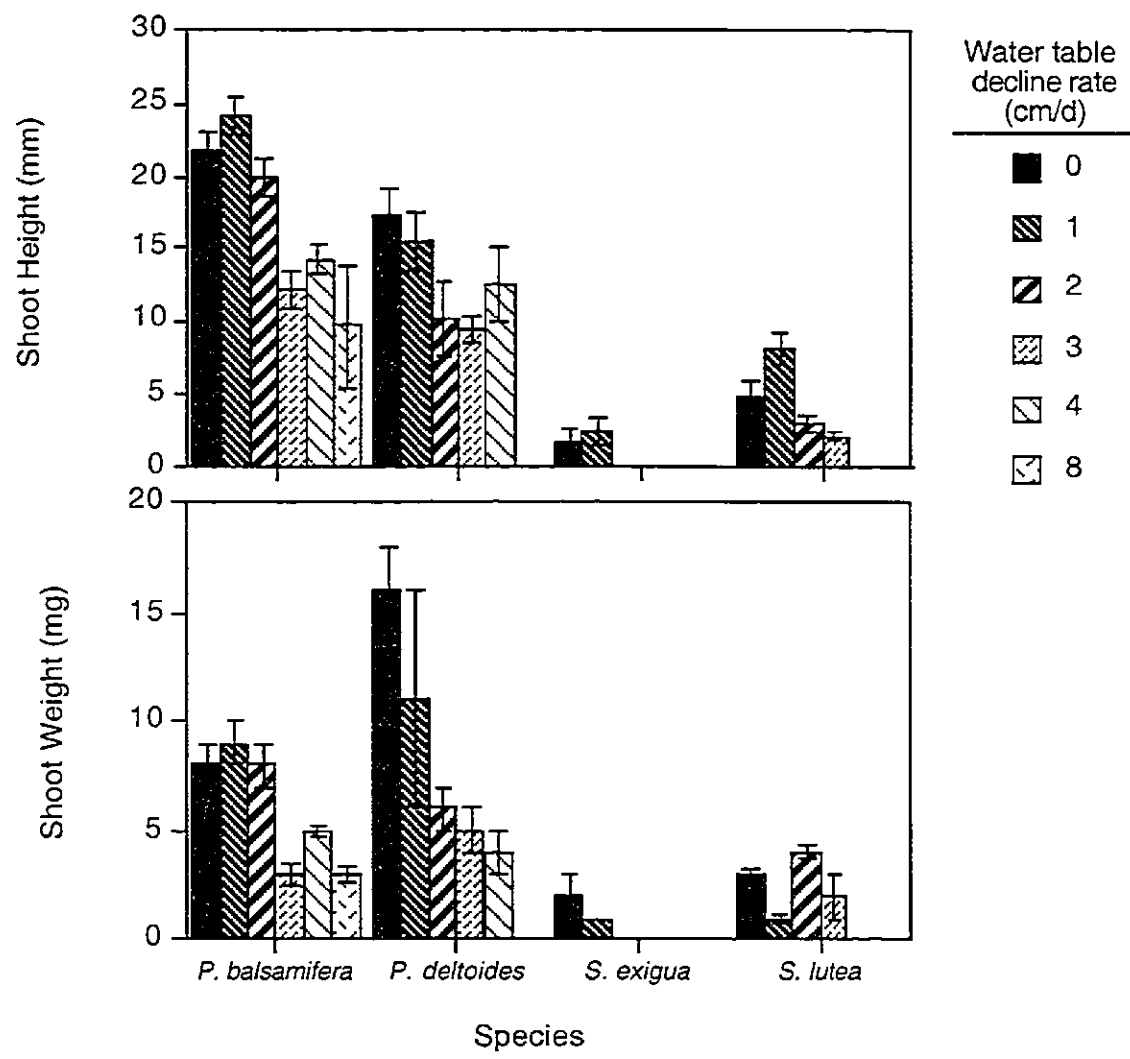 30
25
20
15
10
5
0
Shoot Height (mm)
20
15
10
5
0
Shoot Weight (mg)
P. balsamifera P. deltoides S. exigua S. lutea
Species
Water table
decline rate
(cm/d)
0
1
2
3
4
8